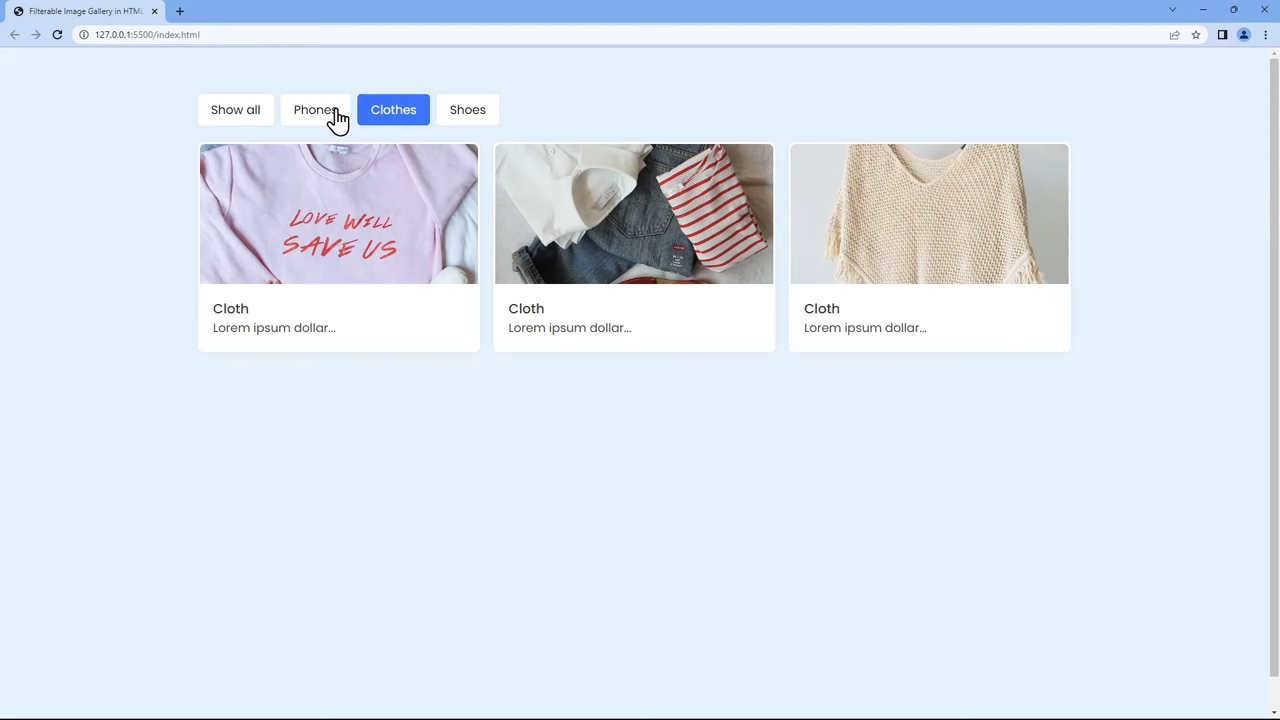 Filterable Image Gallery in HTML
127.0.0.1:5500/index.html
Show all
Phones
Clothes
Shoes
LOVE WILL
SAVE US
Cloth
Lorem ipsum dollar...
Cloth
Lorem ipsum dollar...
Cloth
Lorem ipsum dollar...